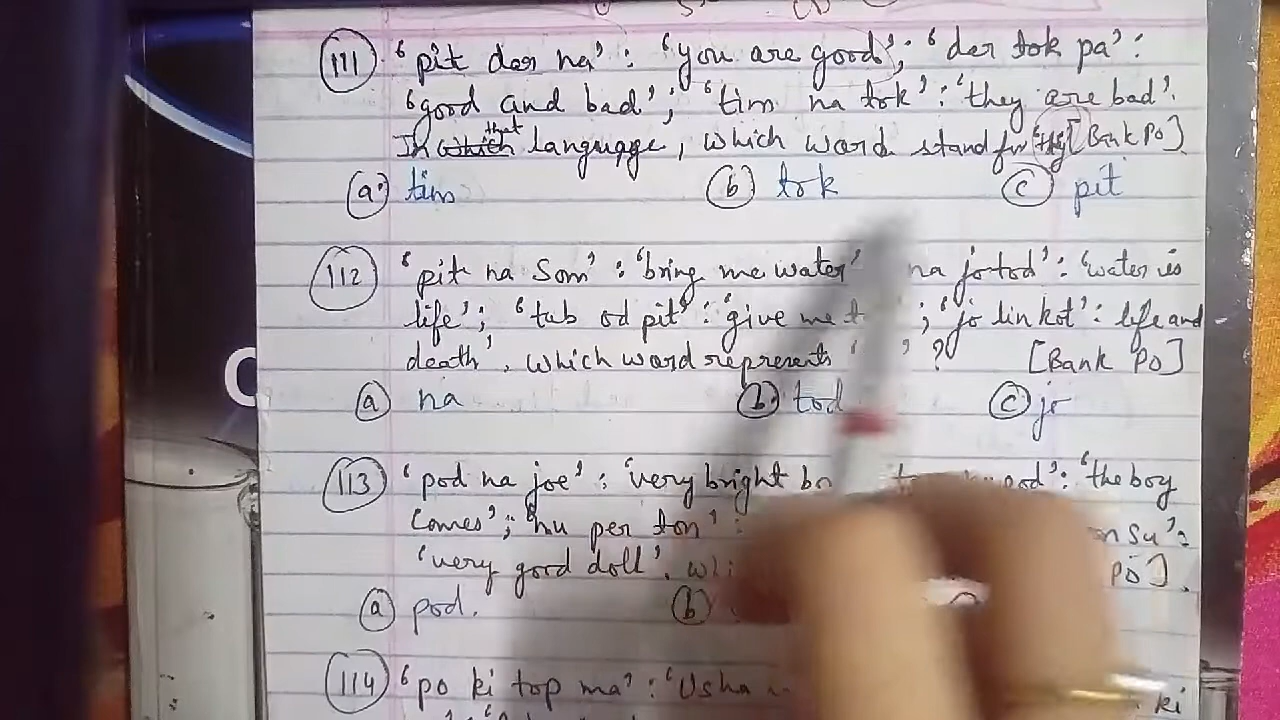 111 'pit der na' : 'you are good'; 'der tok pa' :
'good and bad'; 'tim na tok' : 'they are bad'.
In that language, which word stand for [Bank PO]
(a) tim (b) tok (c) pit
112 'pit na Som' : 'bring me water' na jo tod' : 'water is
life'; 'tub od pit' : 'give me ; 'jo lin kot' : life and
death'. which word represents ' ' ? [Bank PO]
(a) na (b) tod (c) jo
113 'pod na joe' : 'very bright : 'the boy
Comes'; 'nu per ton' : Su' :
'very good doll'. PO].
(a) pod. (b)
114 'po ki top ma' : 'Usha ki